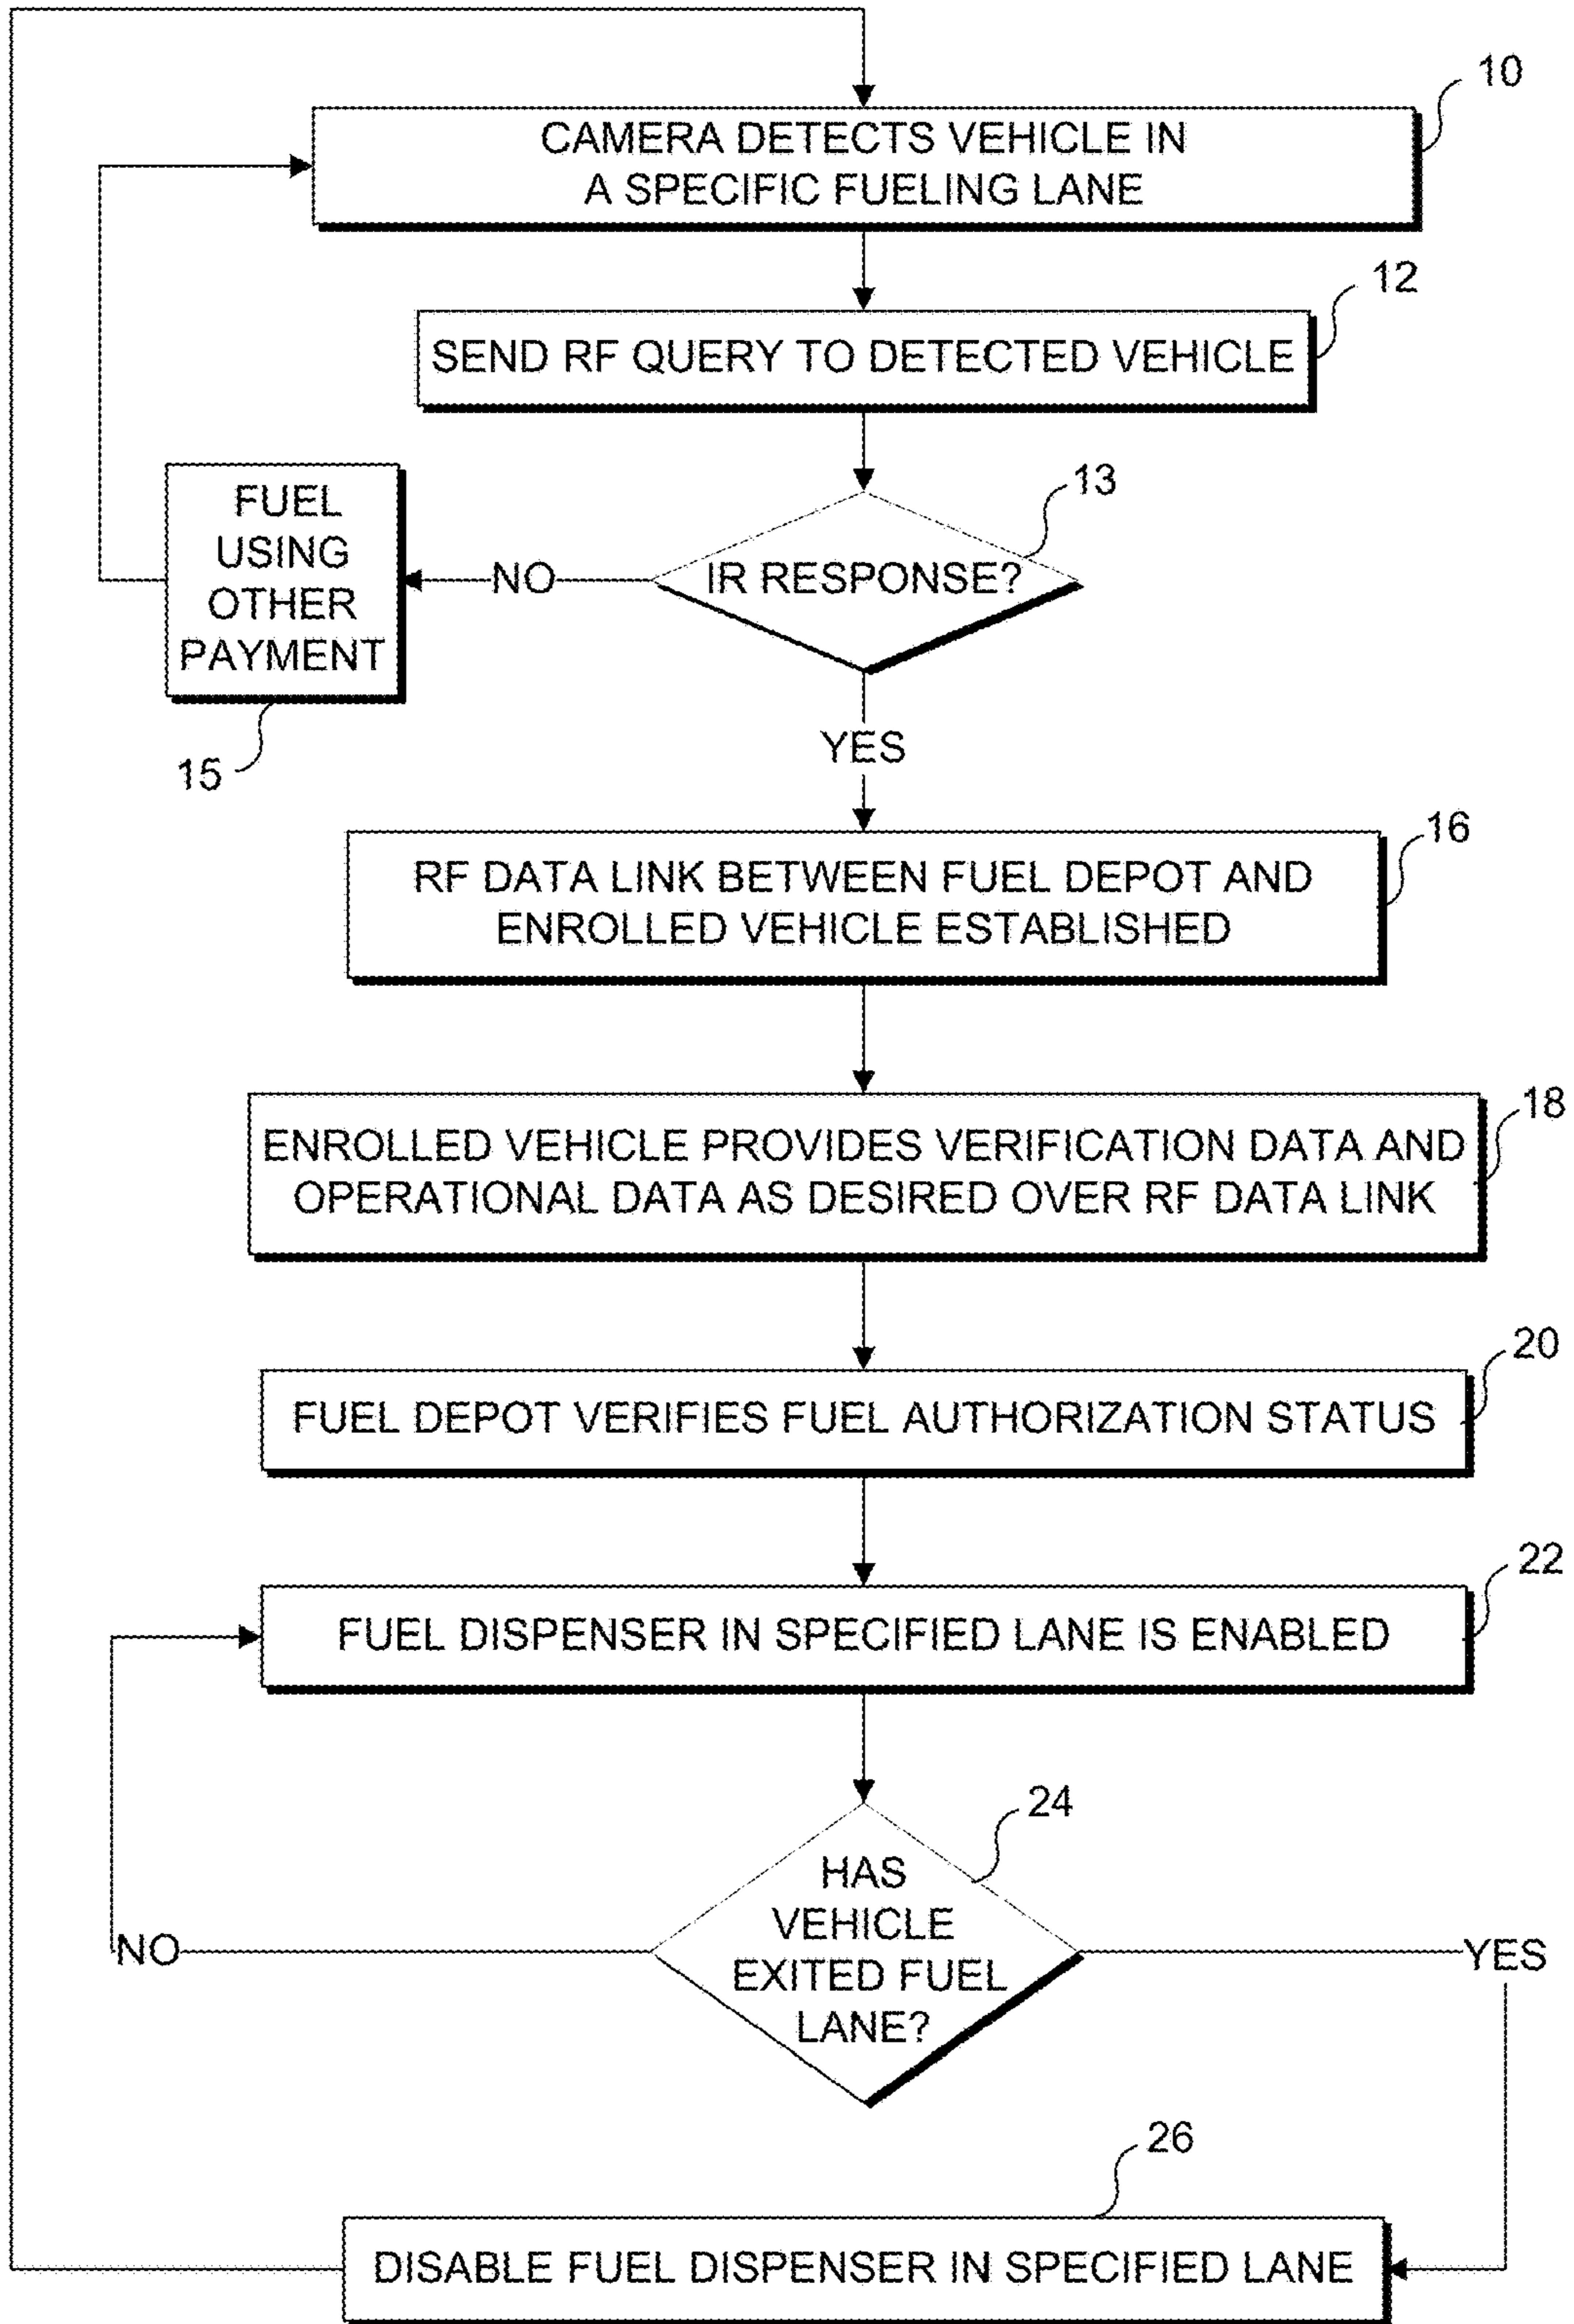 10
CAMERA DETECTS VEHICLE IN
A SPECIFIC FUELING LANE
12
SEND RF QUERY TO DETECTED VEHICLE
13
IR RESPONSE?
NO
FUEL
USING
OTHER
PAYMENT
15
YES
16
RF DATA LINK BETWEEN FUEL DEPOT AND
ENROLLED VEHICLE ESTABLISHED
18
ENROLLED VEHICLE PROVIDES VERIFICATION DATA AND
OPERATIONAL DATA AS DESIRED OVER RF DATA LINK
20
FUEL DEPOT VERIFIES FUEL AUTHORIZATION STATUS
22
FUEL DISPENSER IN SPECIFIED LANE IS ENABLED
24
HAS
VEHICLE
EXITED FUEL
LANE?
NO
YES
26
DISABLE FUEL DISPENSER IN SPECIFIED LANE